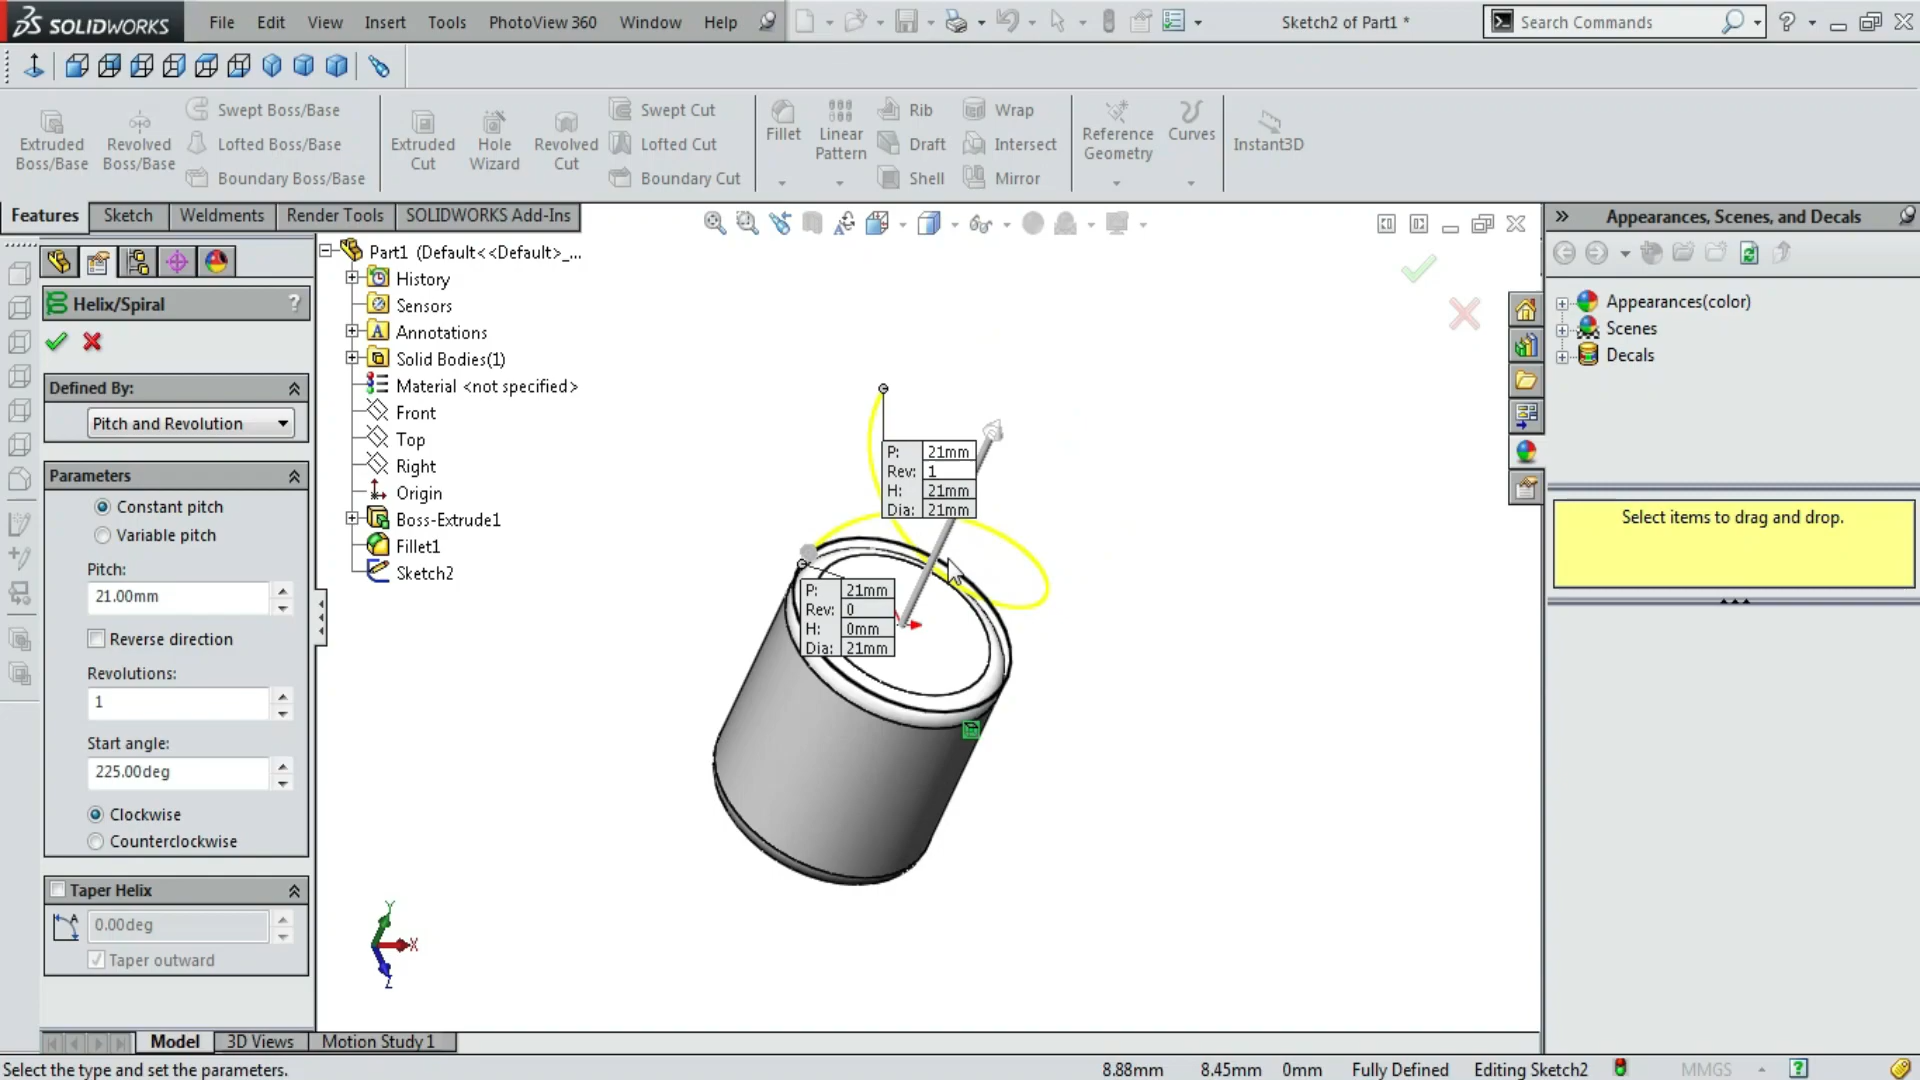 SOLIDWORKS File Edit View Insert Tools PhotoView 360 Window Help Sketch2 of Part1 * Search Commands
Extruded Boss/Base
Revolved Boss/Base
Swept Boss/Base
Lofted Boss/Base
Boundary Boss/Base
Extruded Cut
Hole Wizard
Revolved Cut
Swept Cut
Lofted Cut
Boundary Cut
Fillet
Linear Pattern
Rib
Draft
Shell
Wrap
Intersect
Mirror
Reference Geometry
Curves
Instant3D
Features Sketch Weldments Render Tools SOLIDWORKS Add-Ins
Helix/Spiral ?
Defined By:
Pitch and Revolution
Parameters
Constant pitch
Variable pitch
Pitch:
21.00mm
Reverse direction
Revolutions:
1
Start angle:
225.00deg
Clockwise
Counterclockwise
Taper Helix
0.00deg
Taper outward
Part1 (Default<<Default>_...
History
Sensors
Annotations
Solid Bodies(1)
Material <not specified>
Front
Top
Right
Origin
Boss-Extrude1
Fillet1
Sketch2
P: 21mm
Rev: 1
H: 21mm
Dia: 21mm
P: 21mm
Rev: 0
H: 0mm
Dia: 21mm
Y
X
Z
Appearances, Scenes, and Decals
Appearances(color)
Scenes
Decals
Select items to drag and drop.
Model 3D Views Motion Study 1
Select the type and set the parameters. 8.88mm 8.45mm 0mm Fully Defined Editing Sketch2 MMGS